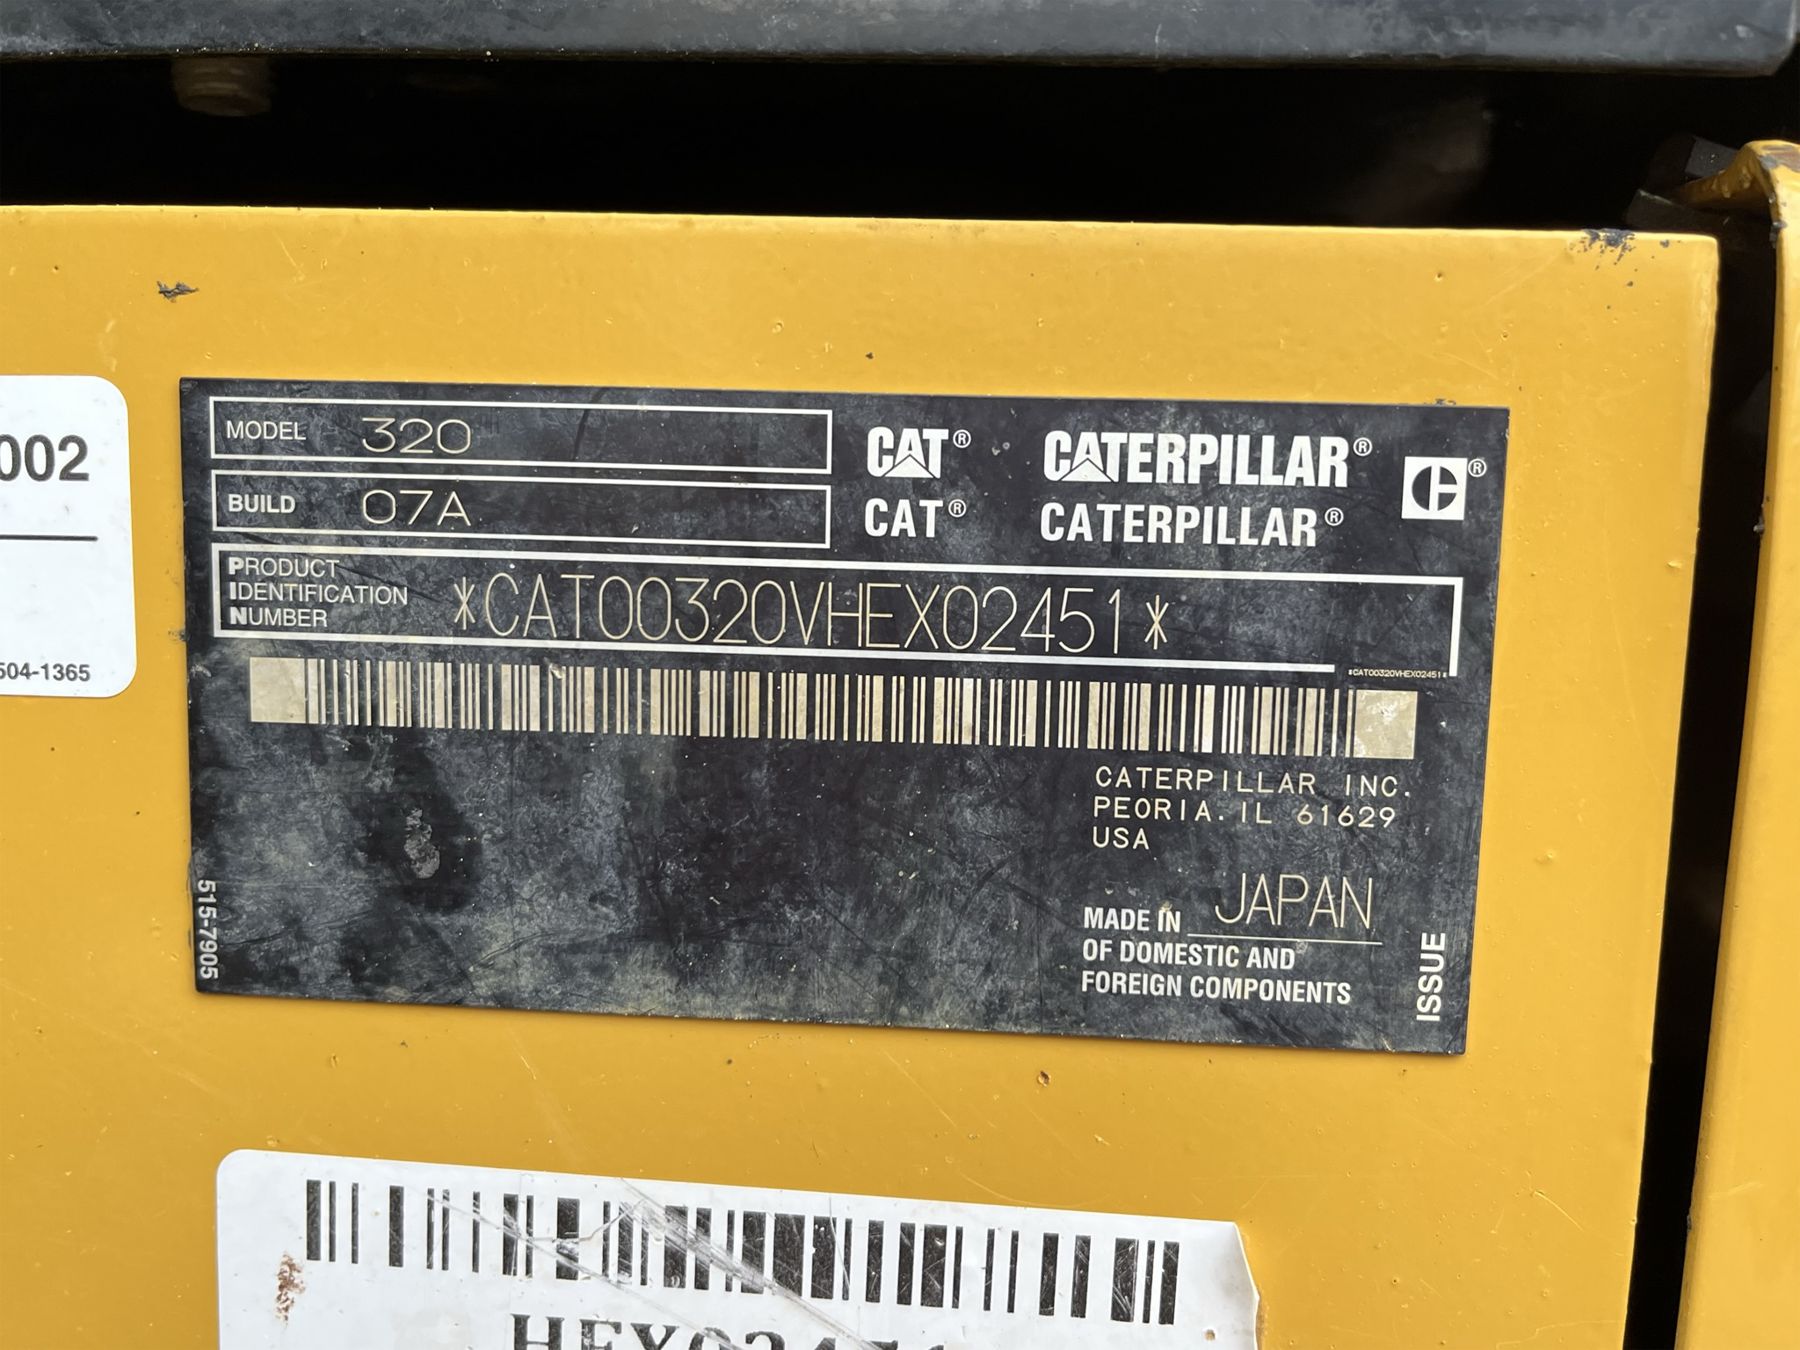 002
504-1365
MODEL 320
BUILD 07A
CAT® CATERPILLAR®
CAT® CATERPILLAR®
PRODUCT
IDENTIFICATION
NUMBER
*CAT00320VHEX02451*
*CAT00320VHEX02451*
CATERPILLAR INC.
PEORIA. IL 61629
USA
MADE IN JAPAN
OF DOMESTIC AND
FOREIGN COMPONENTS
ISSUE
515-7905
HEX02451